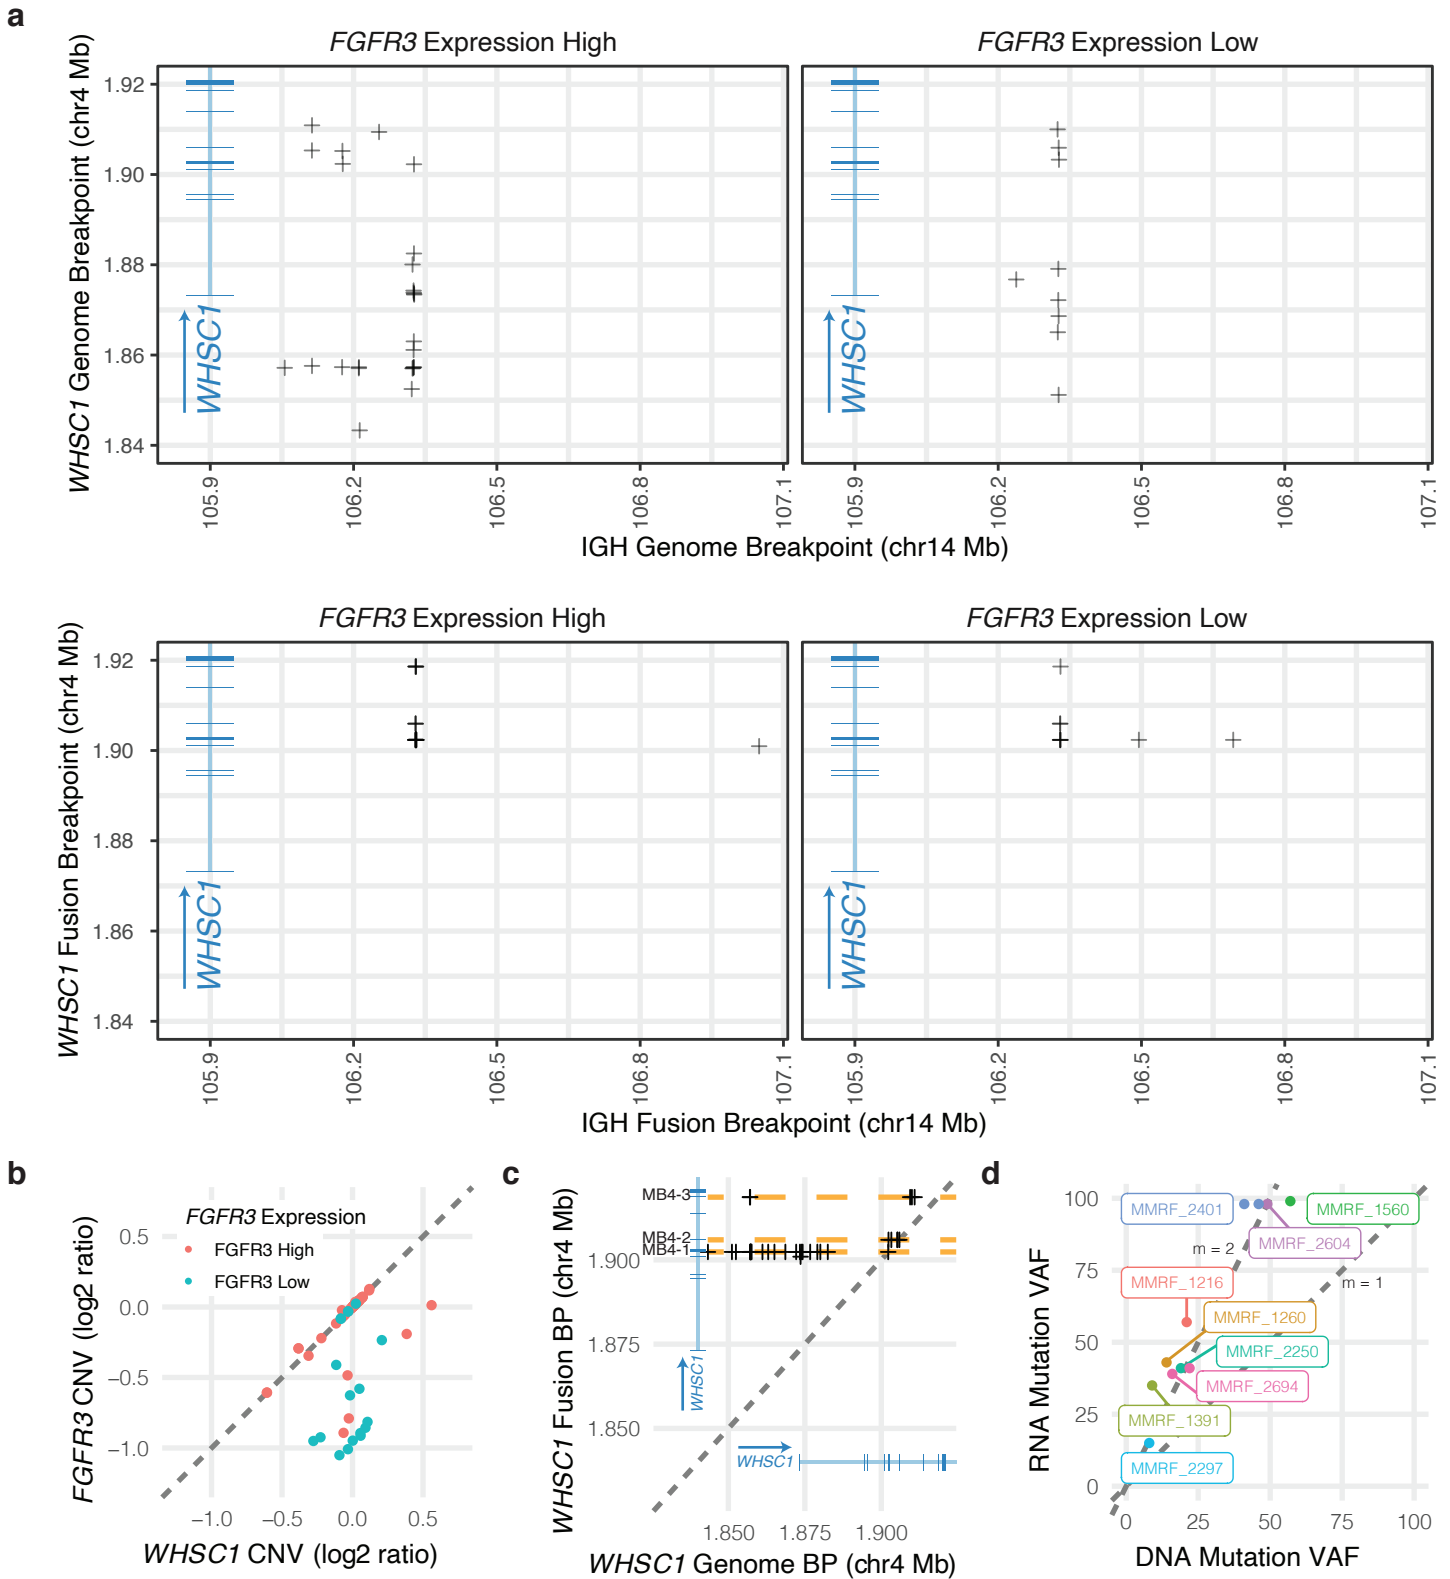 a
FGFR3 Expression High
FGFR3 Expression Low
WHSC1 Genome Breakpoint (chr4 Mb)
1.92
1.90
1.88
1.86
1.84
WHSC1
WHSC1
105.9
106.2
106.5
106.8
107.1
105.9
106.2
106.5
106.8
107.1
IGH Genome Breakpoint (chr14 Mb)
FGFR3 Expression High
FGFR3 Expression Low
WHSC1 Fusion Breakpoint (chr4 Mb)
1.92
1.90
1.88
1.86
1.84
WHSC1
WHSC1
105.9
106.2
106.5
106.8
107.1
105.9
106.2
106.5
106.8
107.1
IGH Fusion Breakpoint (chr14 Mb)
b
FGFR3 CNV (log2 ratio)
0.5
0.0
−0.5
−1.0
FGFR3 Expression
FGFR3 High
FGFR3 Low
−1.0
−0.5
0.0
0.5
WHSC1 CNV (log2 ratio)
c
WHSC1 Fusion BP (chr4 Mb)
MB4-3
MB4-2
MB4-1
1.900
1.875
1.850
WHSC1
WHSC1
1.850
1.875
1.900
WHSC1 Genome BP (chr4 Mb)
d
RNA Mutation VAF
100
75
50
25
0
MMRF_2401
MMRF_1560
MMRF_2604
m = 2
m = 1
MMRF_1216
MMRF_1260
MMRF_2250
MMRF_2694
MMRF_1391
MMRF_2297
0
25
50
75
100
DNA Mutation VAF